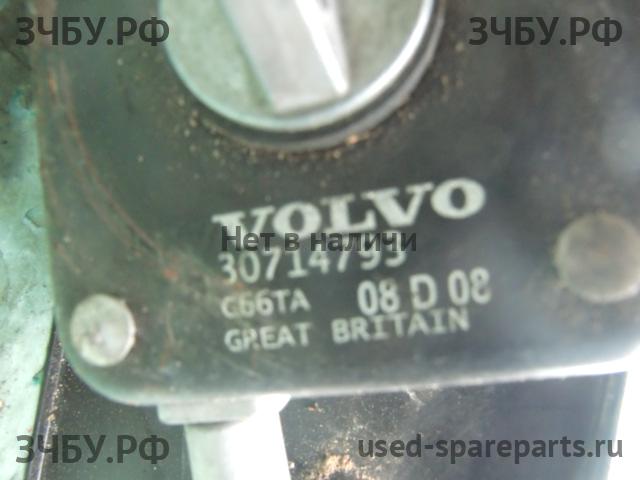 ЗЧБУ.РФ ЗЧБУ.РФ
VOLVO
Нет в наличии
30714793
C66TA 08 D 08
GREAT BRITAIN
ЗЧБУ.РФ used-spareparts.ru